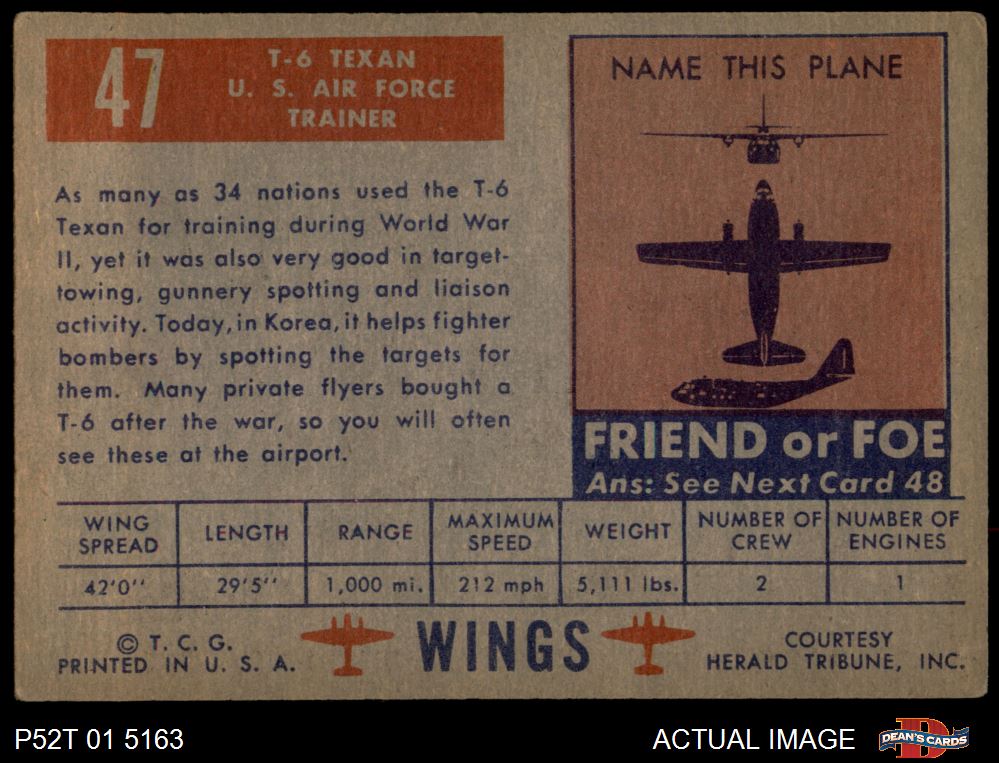 47
T-6 TEXAN
U. S. AIR FORCE
TRAINER
As many as 34 nations used the T-6
Texan for training during World War
II, yet it was also very good in target-
towing, gunnery spotting and liaison
activity. Today, in Korea, it helps fighter
bombers by spotting the targets for
them. Many private flyers bought a
T-6 after the war, so you will often
see these at the airport.
NAME THIS PLANE
FRIEND or FOE
Ans: See Next Card 48
WING SPREAD LENGTH RANGE MAXIMUM SPEED WEIGHT NUMBER OF CREW NUMBER OF ENGINES
42'0'' 29'5'' 1,000 mi. 212 mph 5,111 lbs. 2 1
© T. C. G.
PRINTED IN U. S. A.
WINGS
COURTESY
HERALD TRIBUNE, INC.
P52T 01 5163
ACTUAL IMAGE
D
DEAN'S CARDS